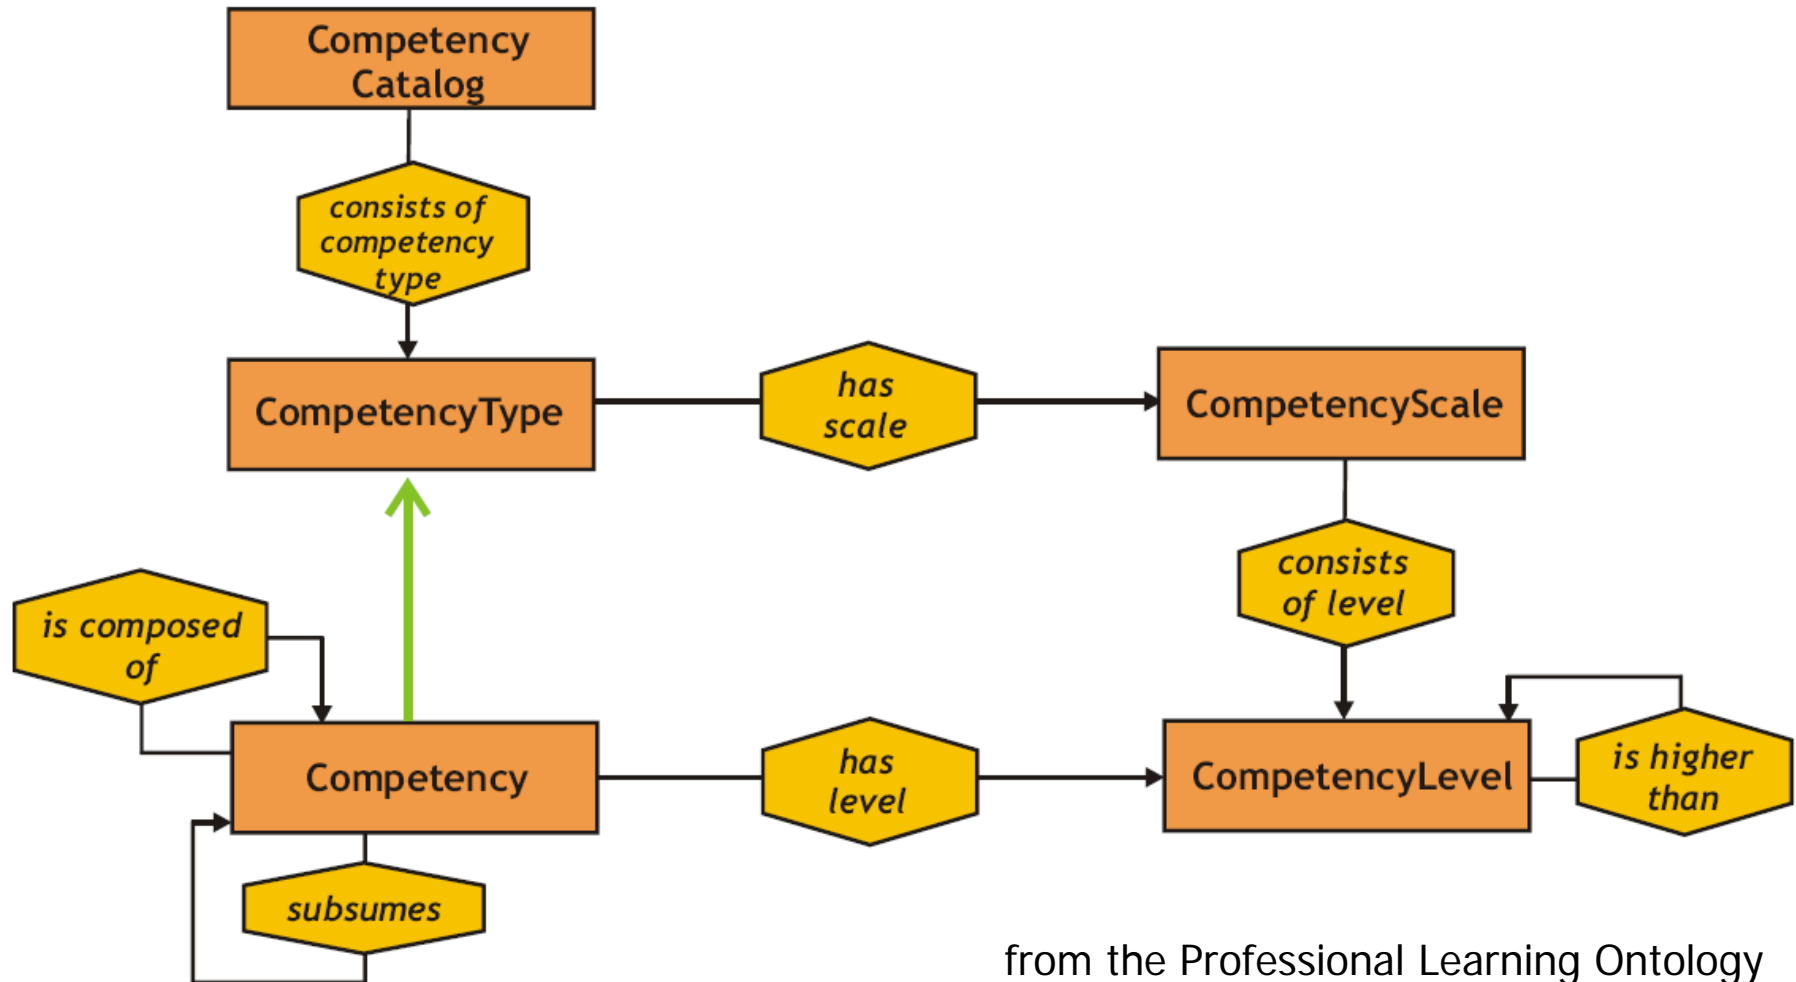 Competency
Catalog
consists of
competency
type
CompetencyType
has
scale
CompetencyScale
consists
of level
is composed
of
Competency
has
level
CompetencyLevel
is higher
than
subsumes
from the Professional Learning Ontology